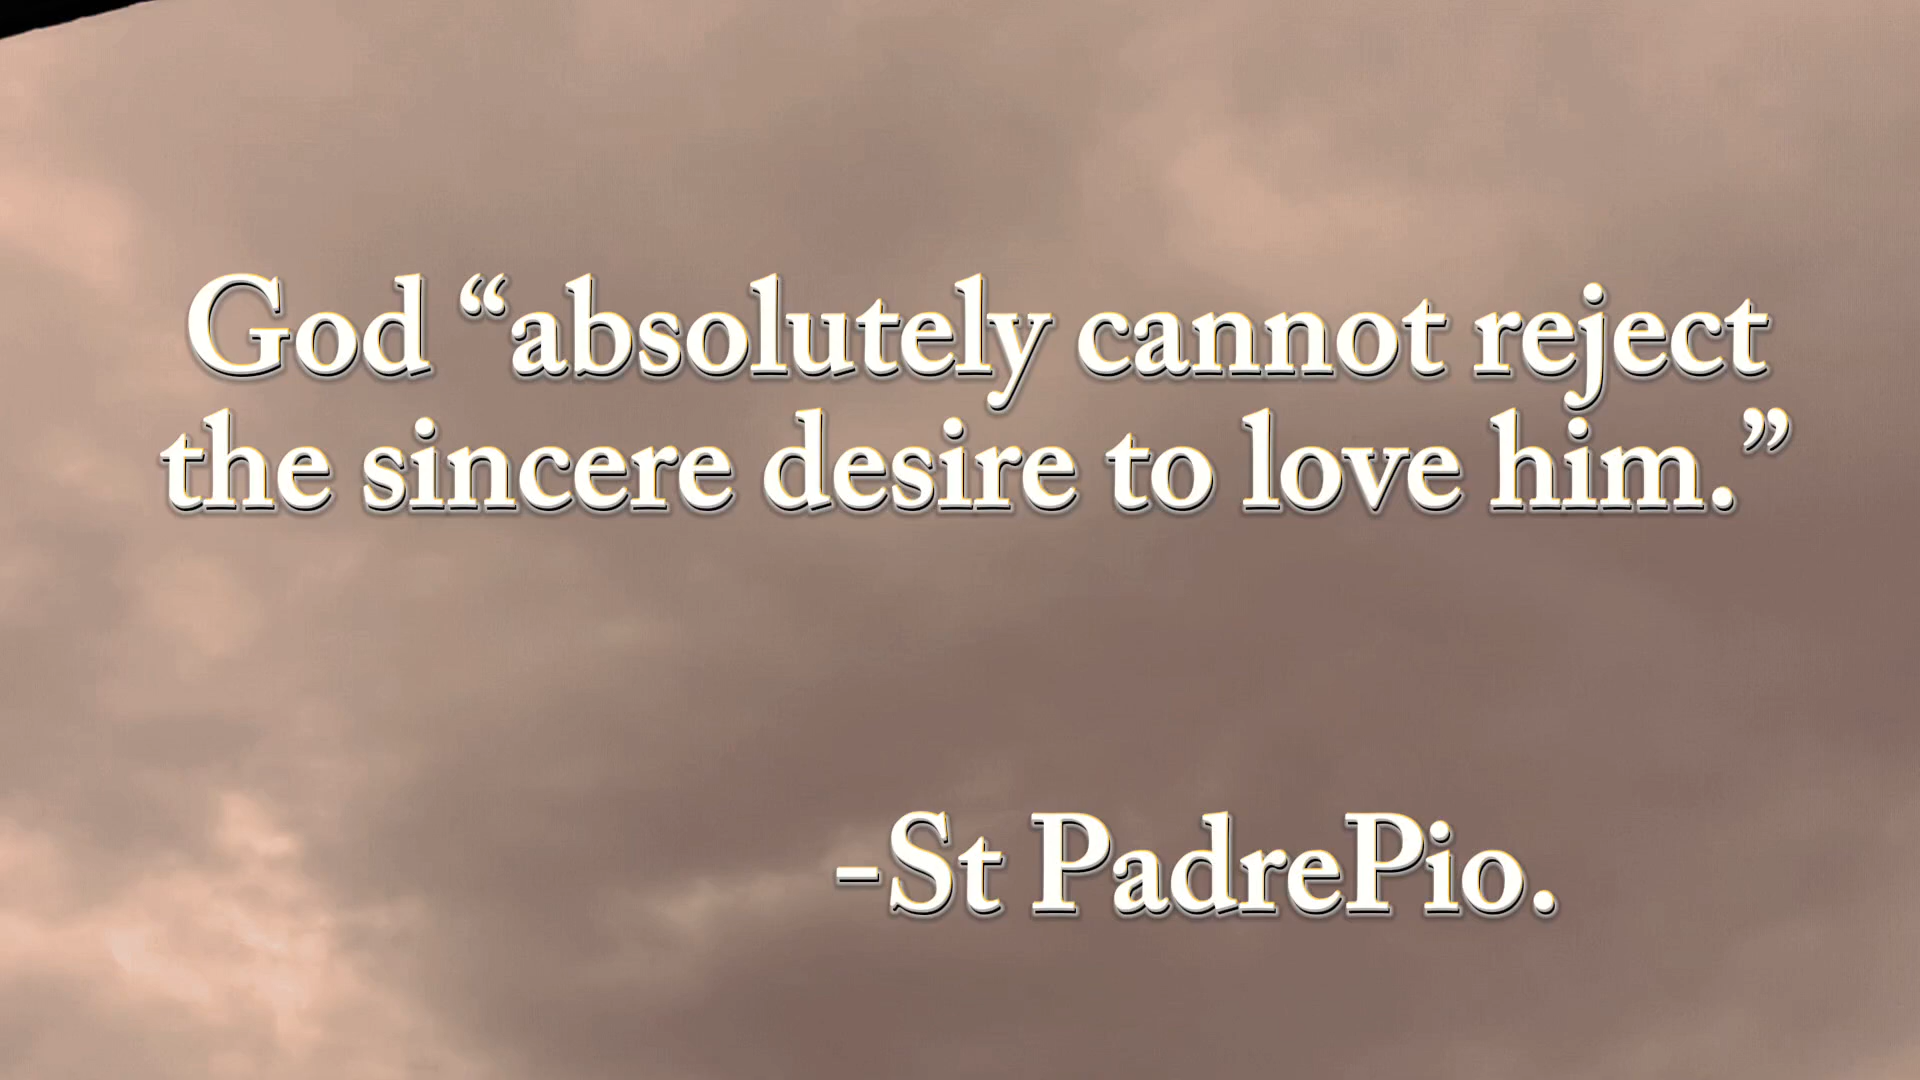 God “absolutely cannot reject
the sincere desire to love him.”
-St PadrePio.